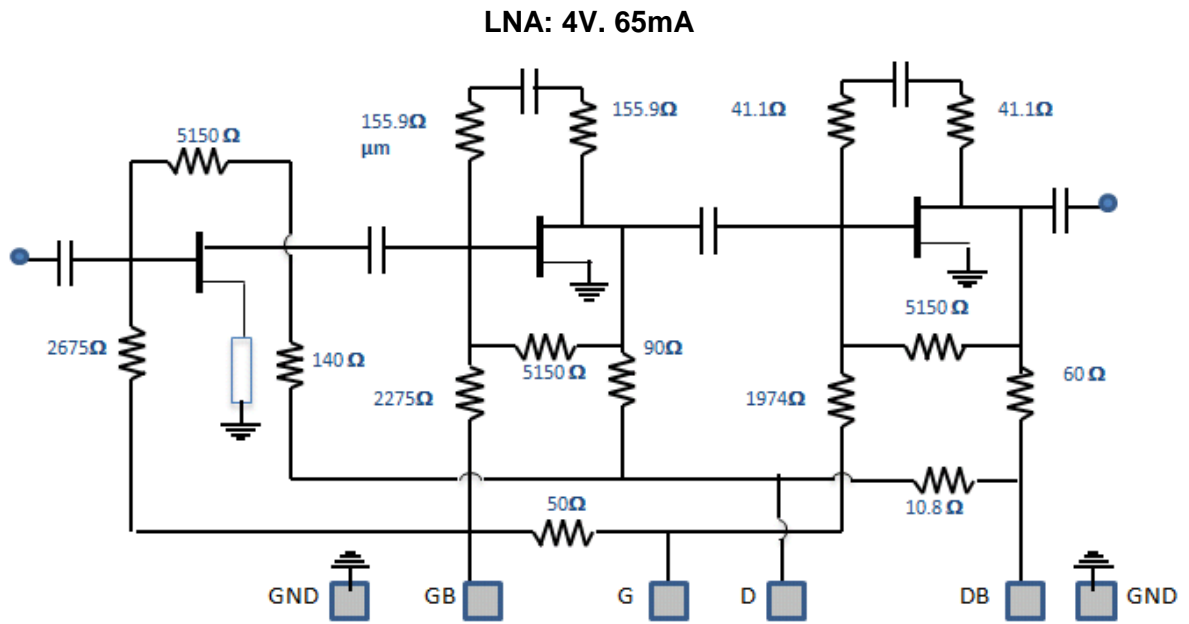 LNA: 4V. 65mA
155.9Ω
µm
155.9Ω
41.1Ω
41.1Ω
5150 Ω
5150 Ω
2675Ω
140 Ω
5150 Ω
90Ω
2275Ω
1974Ω
60 Ω
50Ω
10.8 Ω
GND
GB
G
D
DB
GND